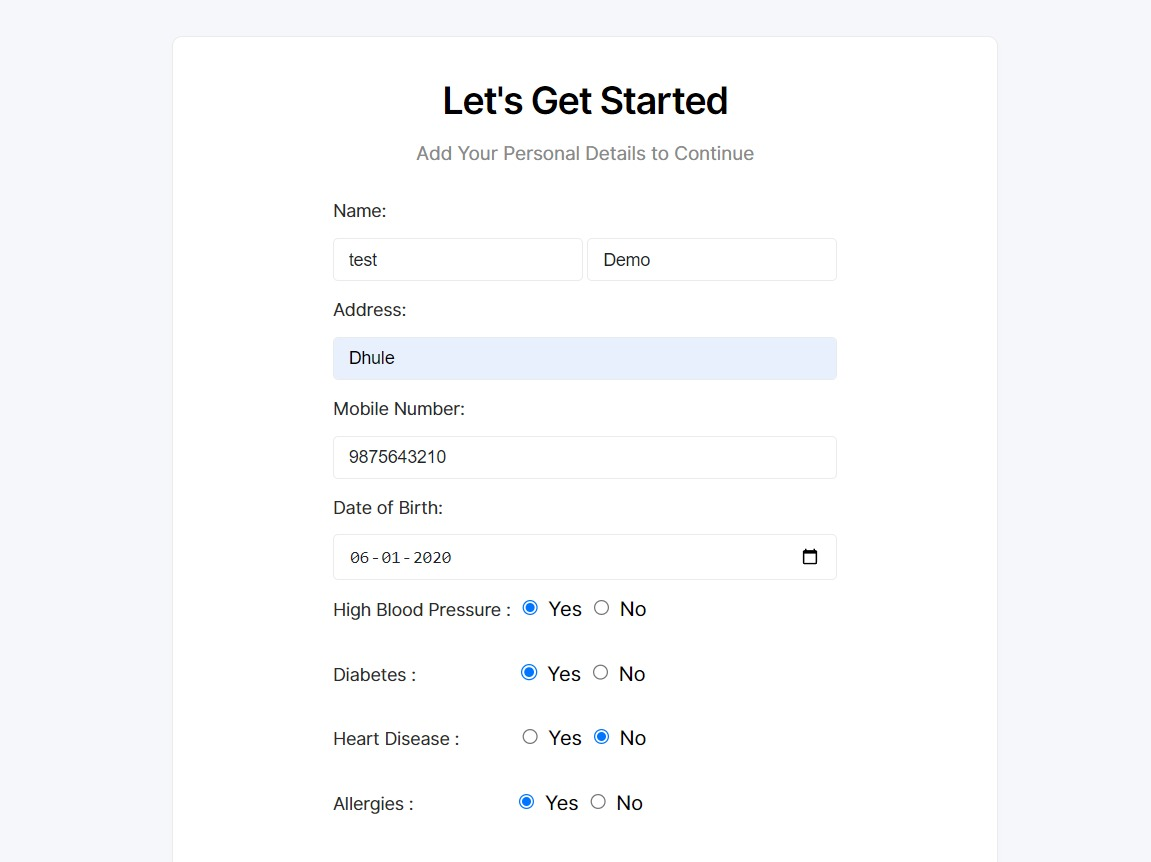 Let's Get Started
Add Your Personal Details to Continue
Name:
test Demo
Address:
Dhule
Mobile Number:
9875643210
Date of Birth:
06-01-2020
High Blood Pressure : Yes No
Diabetes : Yes No
Heart Disease : Yes No
Allergies : Yes No